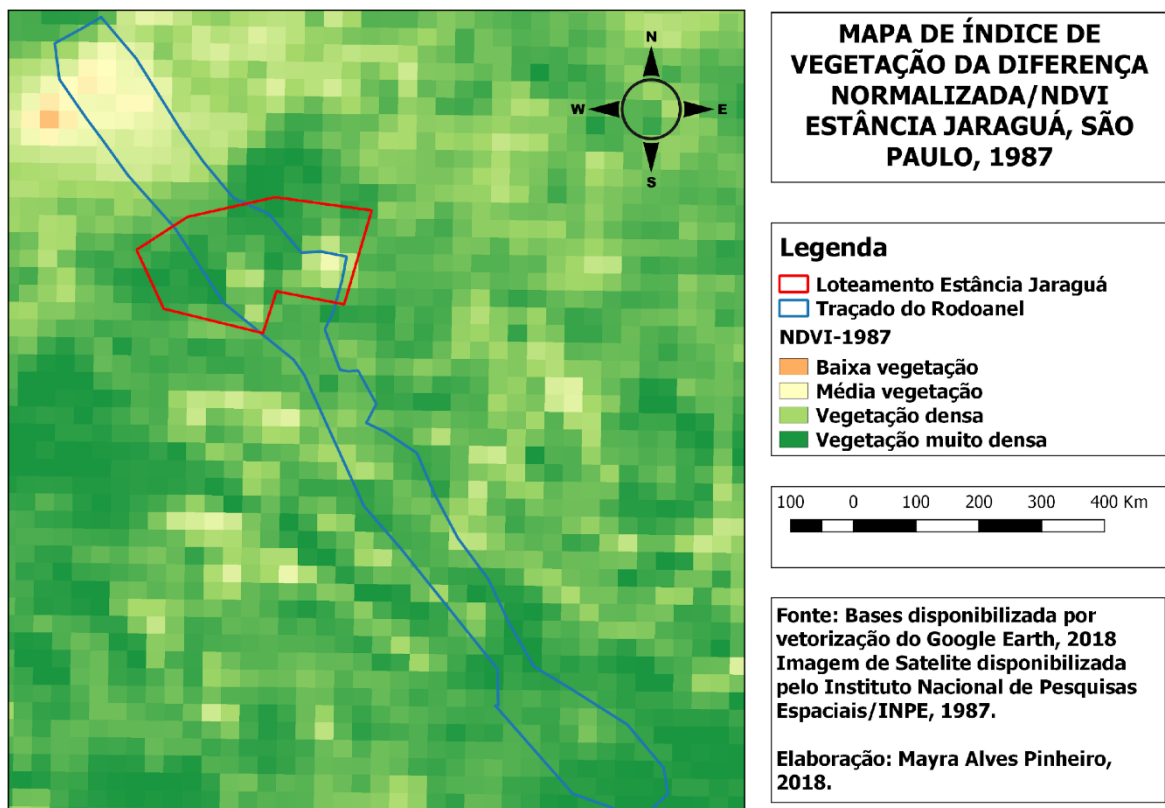 N
W
E
S
MAPA DE ÍNDICE DE
VEGETAÇÃO DA DIFERENÇA
NORMALIZADA/NDVI
ESTÂNCIA JARAGUÁ, SÃO
PAULO, 1987
Legenda
Loteamento Estância Jaraguá
Traçado do Rodoanel
NDVI-1987
Baixa vegetação
Média vegetação
Vegetação densa
Vegetação muito densa
100 0 100 200 300 400 Km
Fonte: Bases disponibilizada por
vetorização do Google Earth, 2018
Imagem de Satelite disponibilizada
pelo Instituto Nacional de Pesquisas
Espaciais/INPE, 1987.
Elaboração: Mayra Alves Pinheiro,
2018.